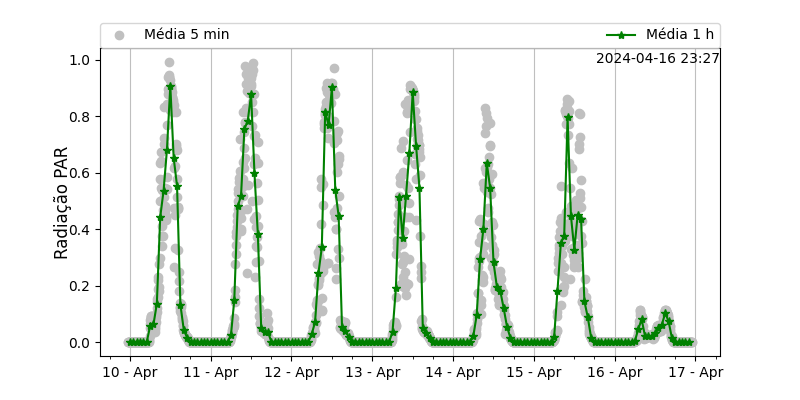 Média 5 min
Média 1 h
2024-04-16 23:27
Radiação PAR
1.0
0.8
0.6
0.4
0.2
0.0
10 - Apr
11 - Apr
12 - Apr
13 - Apr
14 - Apr
15 - Apr
16 - Apr
17 - Apr